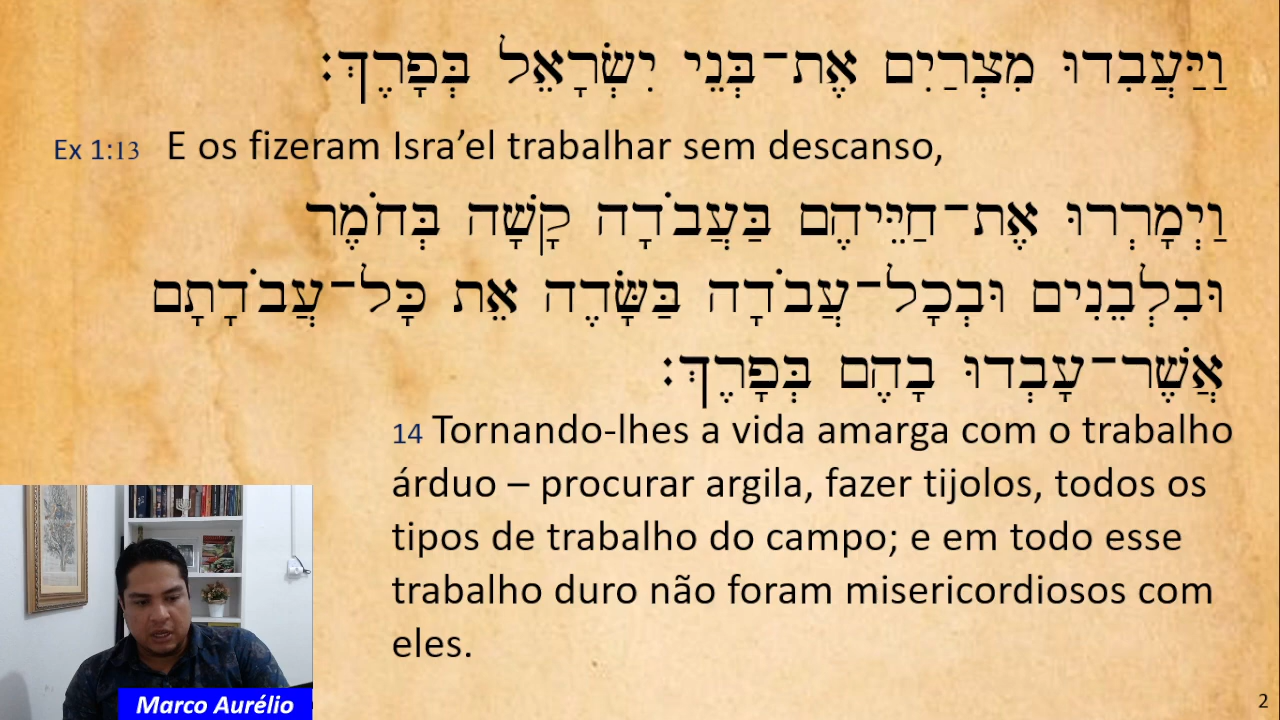 וַיַּעֲבִדוּ מִצְרַיִם אֶת־בְּנֵי יִשְׂרָאֵל בְּפָרֶךְ׃
Ex 1:13 E os fizeram Isra’el trabalhar sem descanso,
וַיְמָרְרוּ אֶת־חַיֵּיהֶם בַּעֲבֹדָה קָשָׁה בְּחֹמֶר
וּבִלְבֵנִים וּבְכָל־עֲבֹדָה בַּשָּׂדֶה אֵת כָּל־עֲבֹדָתָם
אֲשֶׁר־עָבְדוּ בָהֶם בְּפָרֶךְ׃
14 Tornando-lhes a vida amarga com o trabalho
árduo – procurar argila, fazer tijolos, todos os
tipos de trabalho do campo; e em todo esse
trabalho duro não foram misericordiosos com
eles.
Marco Aurélio
2